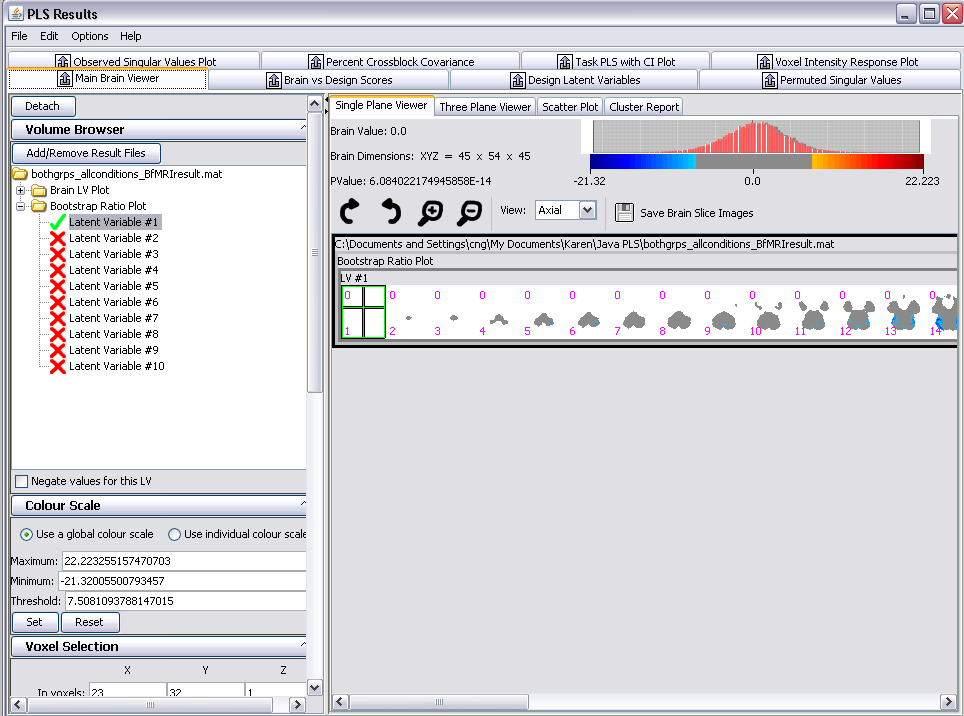 PLS Results
File Edit Options Help
Observed Singular Values Plot Percent Crossblock Covariance Task PLS with CI Plot Voxel Intensity Response Plot
Main Brain Viewer Brain vs Design Scores Design Latent Variables Permuted Singular Values
Detach
Volume Browser
Add/Remove Result Files
bothgrps_allconditions_BfMRIresult.mat
Brain LV Plot
Bootstrap Ratio Plot
Latent Variable #1
Latent Variable #2
Latent Variable #3
Latent Variable #4
Latent Variable #5
Latent Variable #6
Latent Variable #7
Latent Variable #8
Latent Variable #9
Latent Variable #10
Negate values for this LV
Colour Scale
Use a global colour scale Use individual colour scale
Maximum: 22.223255157470703
Minimum: -21.32005500793457
Threshold: 7.5081093788147015
Set Reset
Voxel Selection
X Y Z
In voxels: 23 32 1
Single Plane Viewer Three Plane Viewer Scatter Plot Cluster Report
Brain Value: 0.0
Brain Dimensions: XYZ = 45 x 54 x 45
PValue: 6.084022174945858E-14
-21.32 0.0 22.223
View: Axial Save Brain Slice Images
C:\Documents and Settings\cng\My Documents\Karen\Java PLS\bothgrps_allconditions_BfMRIresult.mat
Bootstrap Ratio Plot
LV #1
0 0 0 0 0 0 0 0 0 0 0 0 0 0
1 2 3 4 5 6 7 8 9 10 11 12 13 14